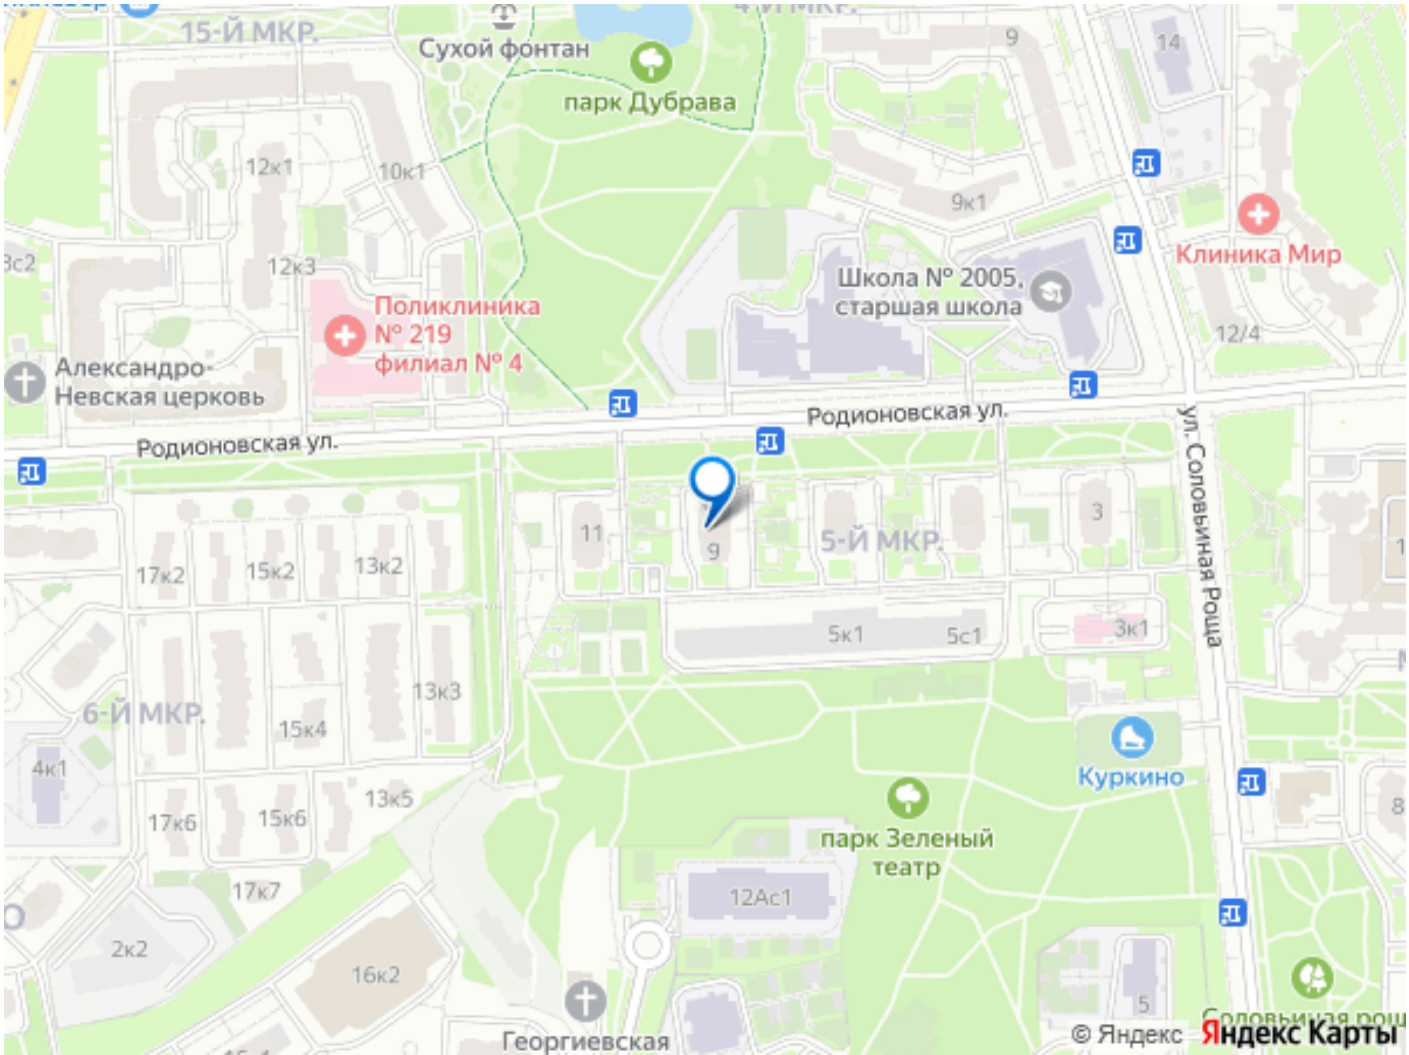 15-Й МКР.
4-Й МКР.
Сухой фонтан
парк Дубрава
9
14
12к1
10к1
9к1
Клиника Мир
3с2
12к3
Школа № 2005,
старшая школа
Поликлиника
№ 219
филиал № 4
12/4
Александро-
Невская церковь
Родионовская ул.
Родионовская ул.
ул. Соловьиная Роща
11
9
5-Й МКР.
3
17к2
15к2
13к2
5к1
5с1
3к1
13к3
6-Й МКР.
15к4
4к1
Куркино
13к5
17к6
15к6
парк Зеленый
театр
8
17к7
12Ас1
2к2
16к2
5
Георгиевская
© Яндекс
Яндекс Карты